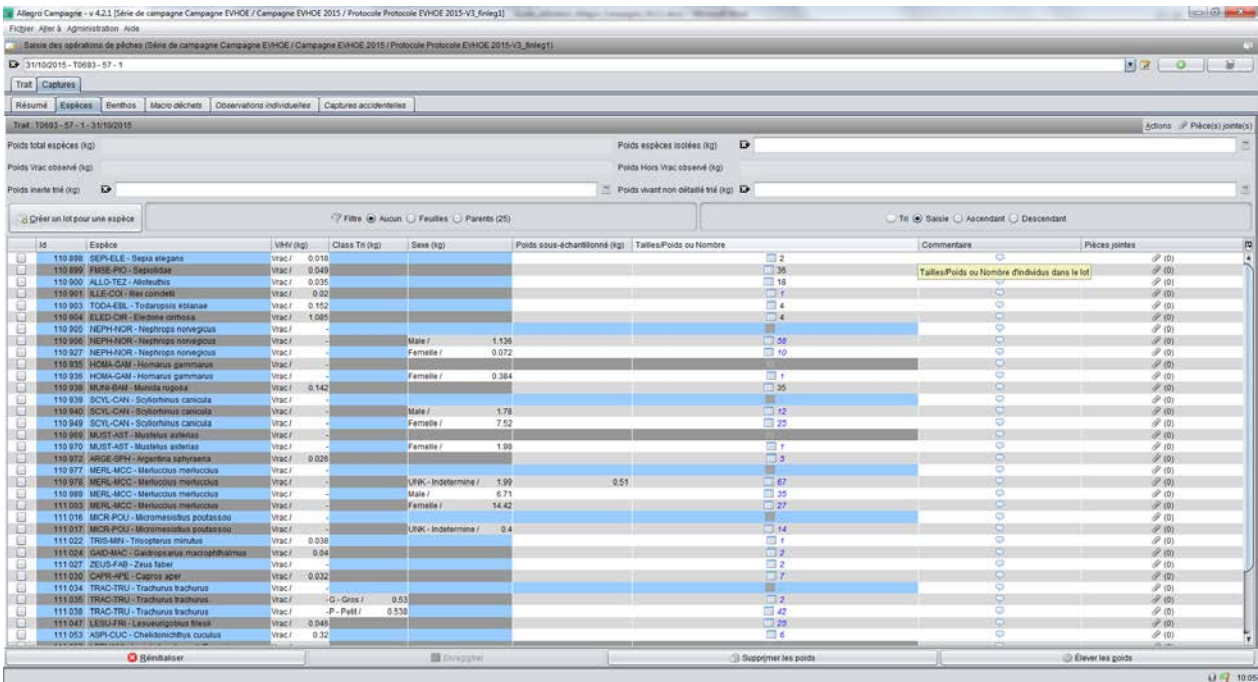 Allegro Campagne - v 4.2.1 [Série de campagne Campagne EVHOE / Campagne EVHOE 2015 / Protocole Protocole EVHOE 2015-V3_finleg1]
Fichier Aller à Administration Aide
Saisie des opérations de pêches (Série de campagne Campagne EVHOE / Campagne EVHOE 2015 / Protocole Protocole EVHOE 2015-V3_finleg1)
31/10/2015 - T0693 - 57 - 1
Trait Captures
Résumé Espèces Benthos Macro déchets Observations individuelles Captures accidentelles
Trait : T0693 - 57 - 1 - 31/10/2015 Actions Pièce(s) jointe(s)
Poids total espèces (kg) Poids espèces isolées (kg)
Poids Vrac observé (kg) Poids Hors Vrac observé (kg)
Poids inerte trié (kg) Poids vivant non détaillé trié (kg)
Créer un lot pour une espèce Filtre Aucun Feuilles Parents (25) Tri Saisie Ascendant Descendant
Id Espèce V/HV (kg) Class Tri (kg) Sexe (kg) Poids sous-échantillonné (kg) Tailles/Poids ou Nombre Commentaire Pièces jointes
110 898 SEPI-ELE - Sepia elegans Vrac / 0.018 2 (0)
110 899 FMSE-PIO - Sepiolidae Vrac / 0.049 36 (0)
Tailles/Poids ou Nombre d'individus dans le lot
110 900 ALLO-TEZ - Alloteuthis Vrac / 0.035 18 (0)
110 901 ILLE-COI - Illex coindetii Vrac / 0.02 1 (0)
110 903 TODA-EBL - Todaropsis eblanae Vrac / 0.152 4 (0)
110 904 ELED-CIR - Eledone cirrhosa Vrac / 1.085 4 (0)
110 905 NEPH-NOR - Nephrops norvegicus Vrac / - (0)
110 906 NEPH-NOR - Nephrops norvegicus Vrac / - Male / 1.136 58 (0)
110 927 NEPH-NOR - Nephrops norvegicus Vrac / - Femelle / 0.072 10 (0)
110 935 HOMA-GAM - Homarus gammarus Vrac / - (0)
110 936 HOMA-GAM - Homarus gammarus Vrac / - Femelle / 0.384 1 (0)
110 938 MUNI-BAM - Munida rugosa Vrac / 0.142 35 (0)
110 939 SCYL-CAN - Scyliorhinus canicula Vrac / - (0)
110 940 SCYL-CAN - Scyliorhinus canicula Vrac / - Male / 1.78 12 (0)
110 949 SCYL-CAN - Scyliorhinus canicula Vrac / - Femelle / 7.52 25 (0)
110 969 MUST-AST - Mustelus asterias Vrac / - (0)
110 970 MUST-AST - Mustelus asterias Vrac / - Femelle / 1.98 1 (0)
110 972 ARGE-SPH - Argentina sphyraena Vrac / 0.026 5 (0)
110 977 MERL-MCC - Merluccius merluccius Vrac / - (0)
110 978 MERL-MCC - Merluccius merluccius Vrac / - UNK - Indetermine / 1.99 0.51 67 (0)
110 989 MERL-MCC - Merluccius merluccius Vrac / - Male / 6.71 35 (0)
111 003 MERL-MCC - Merluccius merluccius Vrac / - Femelle / 14.42 27 (0)
111 016 MICR-POU - Micromesistius poutassou Vrac / - (0)
111 017 MICR-POU - Micromesistius poutassou Vrac / - UNK - Indetermine / 0.4 14 (0)
111 022 TRIS-MIN - Trisopterus minutus Vrac / 0.038 1 (0)
111 024 GAID-MAC - Gaidropsarus macrophthalmus Vrac / 0.04 2 (0)
111 027 ZEUS-FAB - Zeus faber Vrac / - 2 (0)
111 030 CAPR-APE - Capros aper Vrac / 0.032 7 (0)
111 034 TRAC-TRU - Trachurus trachurus Vrac / - (0)
111 035 TRAC-TRU - Trachurus trachurus Vrac / - G - Gros / 0.53 2 (0)
111 038 TRAC-TRU - Trachurus trachurus Vrac / - P - Petit / 0.538 42 (0)
111 047 LESU-FRI - Lesueurigobius friesii Vrac / 0.046 25 (0)
111 053 ASPI-CUC - Chelidonichthys cuculus Vrac / 0.32 6 (0)
Réinitialiser Enregistrer Supprimer les poids Élever les poids
10:05